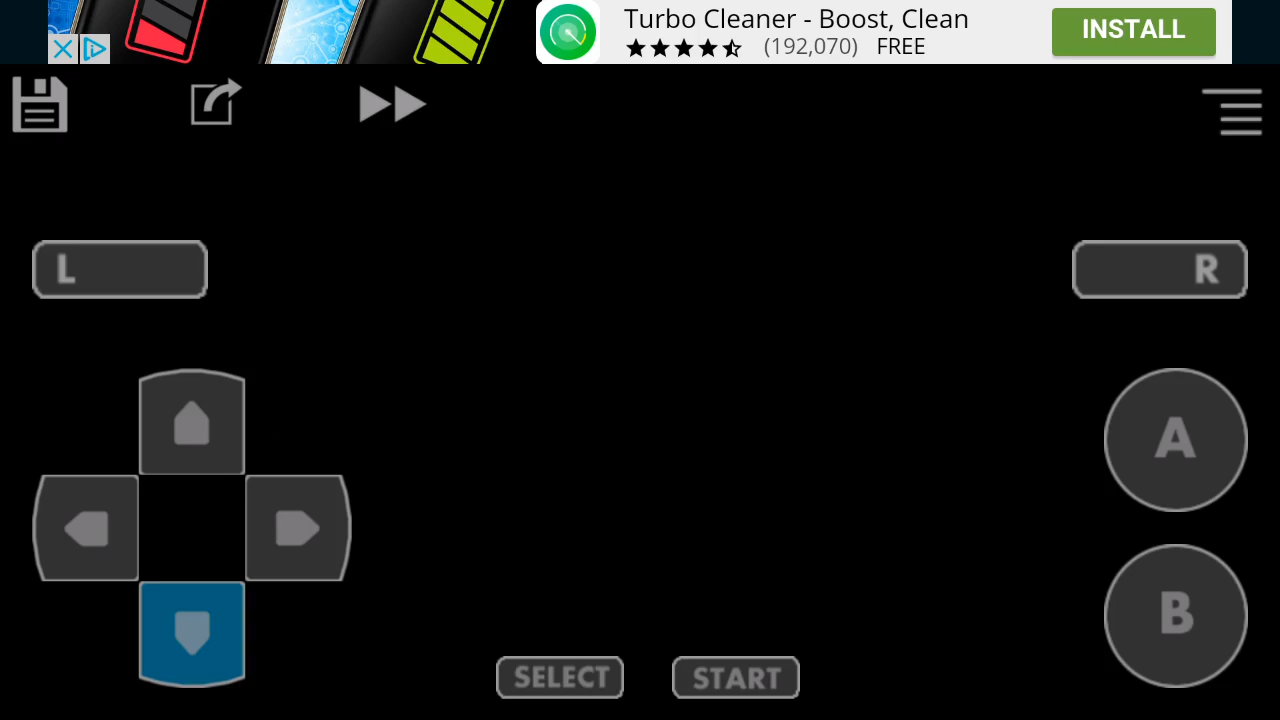 Turbo Cleaner - Boost, Clean
(192,070) FREE
INSTALL
L
R
A
B
SELECT
START